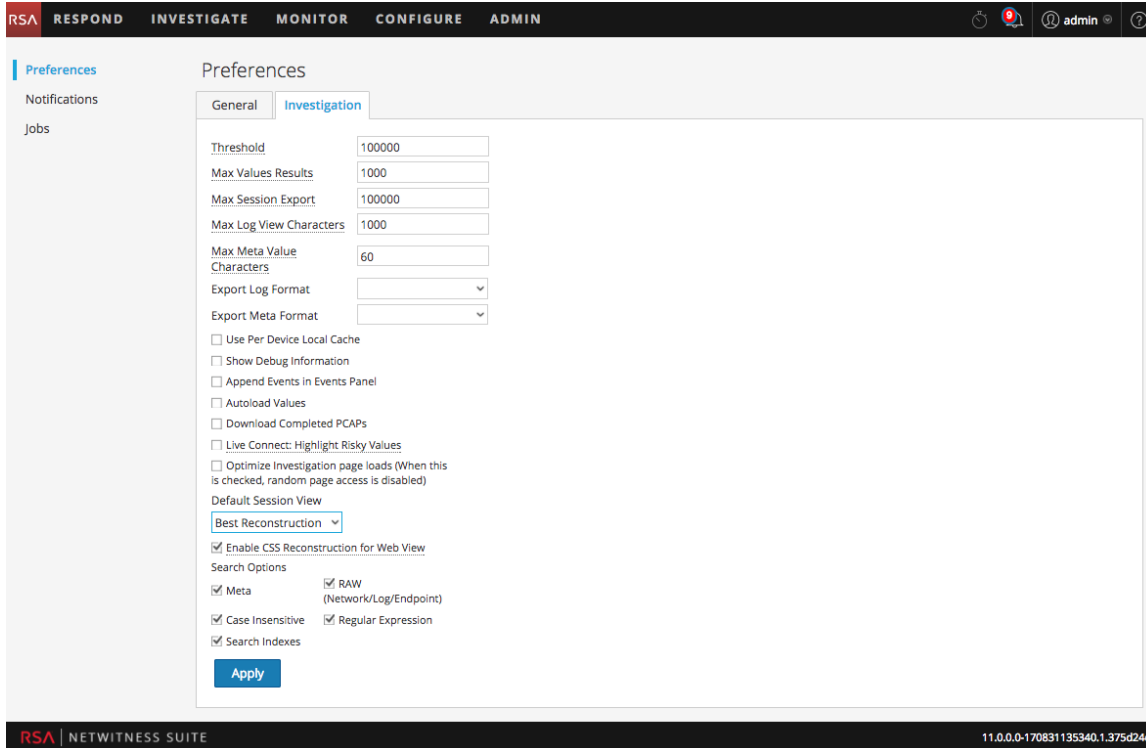 RSA RESPOND INVESTIGATE MONITOR CONFIGURE ADMIN 9 admin ?
Preferences
Notifications
Jobs
Preferences
General Investigation
Threshold 100000
Max Values Results 1000
Max Session Export 100000
Max Log View Characters 1000
Max Meta Value
Characters 60
Export Log Format
Export Meta Format
Use Per Device Local Cache
Show Debug Information
Append Events in Events Panel
Autoload Values
Download Completed PCAPs
Live Connect: Highlight Risky Values
Optimize Investigation page loads (When this
is checked, random page access is disabled)
Default Session View
Best Reconstruction
Enable CSS Reconstruction for Web View
Search Options
Meta RAW
(Network/Log/Endpoint)
Case Insensitive Regular Expression
Search Indexes
Apply
RSA NETWITNESS SUITE 11.0.0.0-170831135340.1.375d24